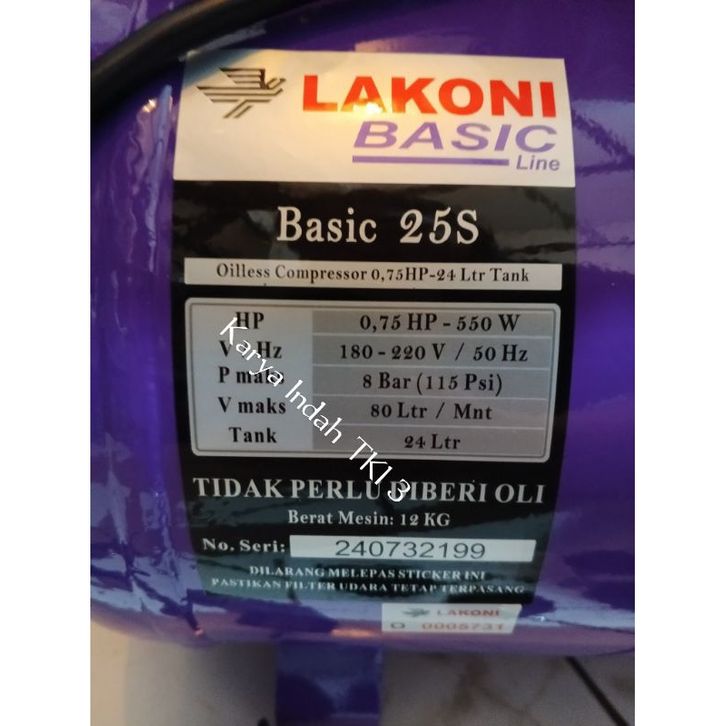 LAKONI
BASIC
Line
Basic 25S
Oilless Compressor 0,75HP-24 Ltr Tank
HP 0,75 HP - 550 W
V Hz 180 - 220 V / 50 Hz
P maks 8 Bar (115 Psi)
V maks 80 Ltr / Mnt
Tank 24 Ltr
Karya Indah TKI 3
TIDAK PERLU DIBERI OLI
Berat Mesin: 12 KG
No. Seri: 240732199
DILARANG MELEPAS STICKER INI
PASTIKAN FILTER UDARA TETAP TERPASANG
LAKONI
0005731